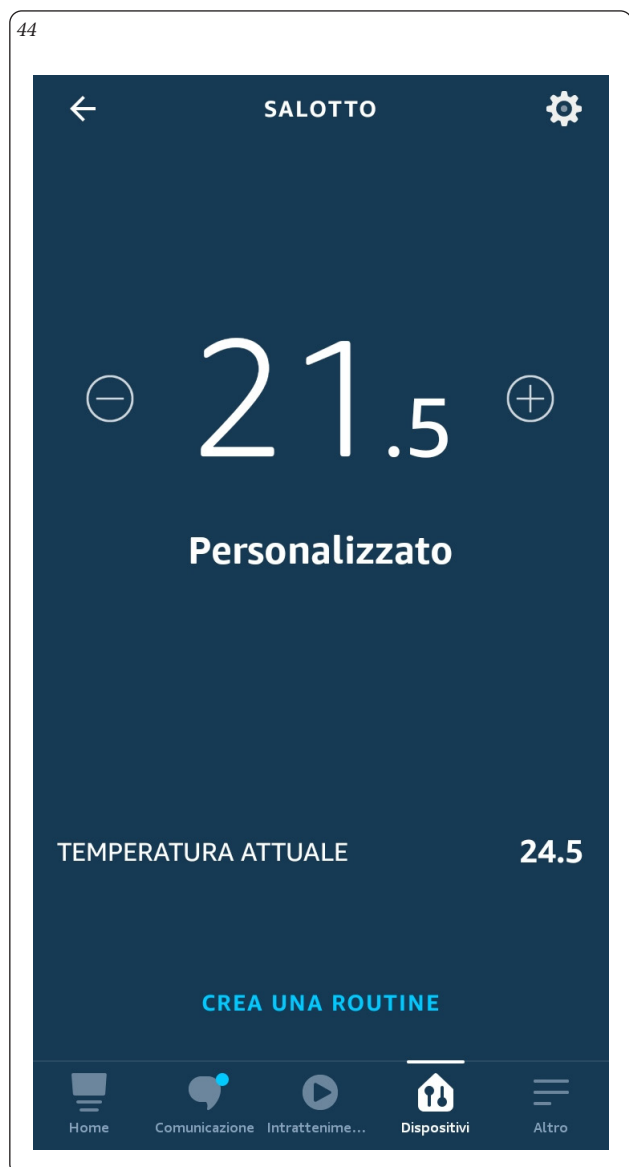 44
SALOTTO
21.5
Personalizzato
TEMPERATURA ATTUALE 24.5
CREA UNA ROUTINE
Home Comunicazione Intrattenime... Dispositivi Altro